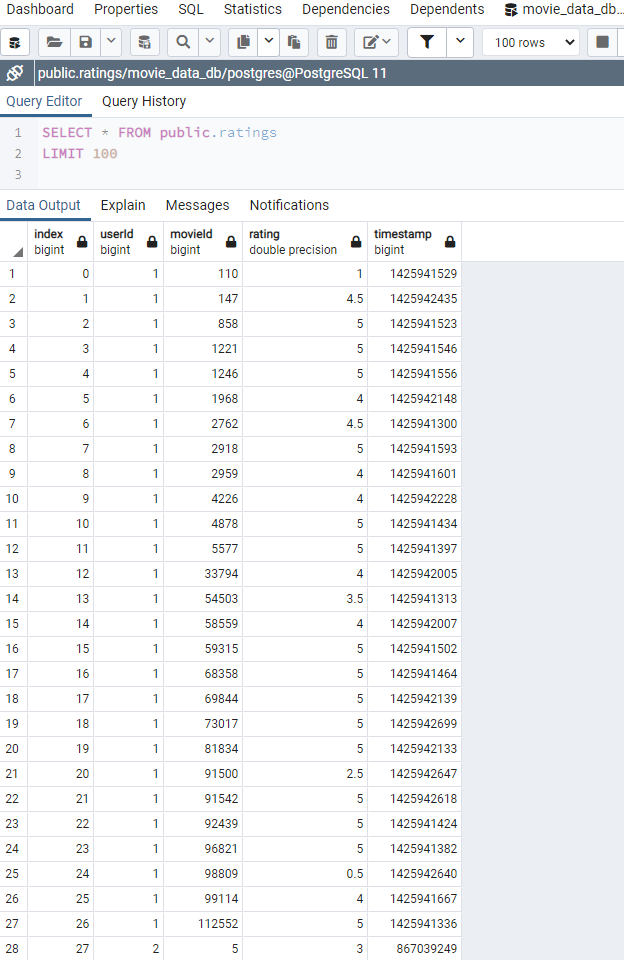 Dashboard Properties SQL Statistics Dependencies Dependents movie_data_db...
100 rows
public.ratings/movie_data_db/postgres@PostgreSQL 11
Query Editor Query History
1 SELECT * FROM public.ratings
2 LIMIT 100
3
Data Output Explain Messages Notifications
index userId movieId rating timestamp
bigint bigint bigint double precision bigint
1 0 1 110 1 1425941529
2 1 1 147 4.5 1425942435
3 2 1 858 5 1425941523
4 3 1 1221 5 1425941546
5 4 1 1246 5 1425941556
6 5 1 1968 4 1425942148
7 6 1 2762 4.5 1425941300
8 7 1 2918 5 1425941593
9 8 1 2959 4 1425941601
10 9 1 4226 4 1425942228
11 10 1 4878 5 1425941434
12 11 1 5577 5 1425941397
13 12 1 33794 4 1425942005
14 13 1 54503 3.5 1425941313
15 14 1 58559 4 1425942007
16 15 1 59315 5 1425941502
17 16 1 68358 5 1425941464
18 17 1 69844 5 1425942139
19 18 1 73017 5 1425942699
20 19 1 81834 5 1425942133
21 20 1 91500 2.5 1425942647
22 21 1 91542 5 1425942618
23 22 1 92439 5 1425941424
24 23 1 96821 5 1425941382
25 24 1 98809 0.5 1425942640
26 25 1 99114 4 1425941667
27 26 1 112552 5 1425941336
28 27 2 5 3 867039249